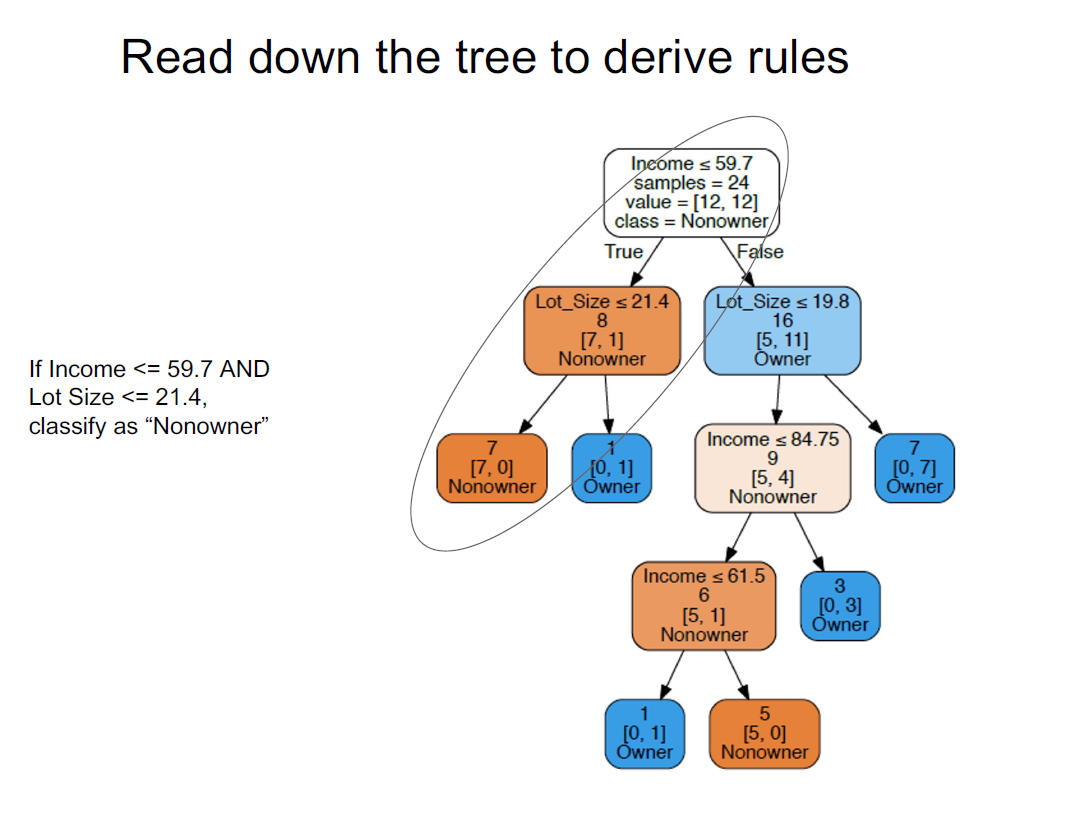 Read down the tree to derive rules
If Income <= 59.7 AND
Lot Size <= 21.4,
classify as “Nonowner”
Income ≤ 59.7
samples = 24
value = [12, 12]
class = Nonowner
True
False
Lot_Size ≤ 21.4
8
[7, 1]
Nonowner
Lot_Size ≤ 19.8
16
[5, 11]
Owner
7
[7, 0]
Nonowner
1
[0, 1]
Owner
Income ≤ 84.75
9
[5, 4]
Nonowner
7
[0, 7]
Owner
Income ≤ 61.5
6
[5, 1]
Nonowner
3
[0, 3]
Owner
1
[0, 1]
Owner
5
[5, 0]
Nonowner